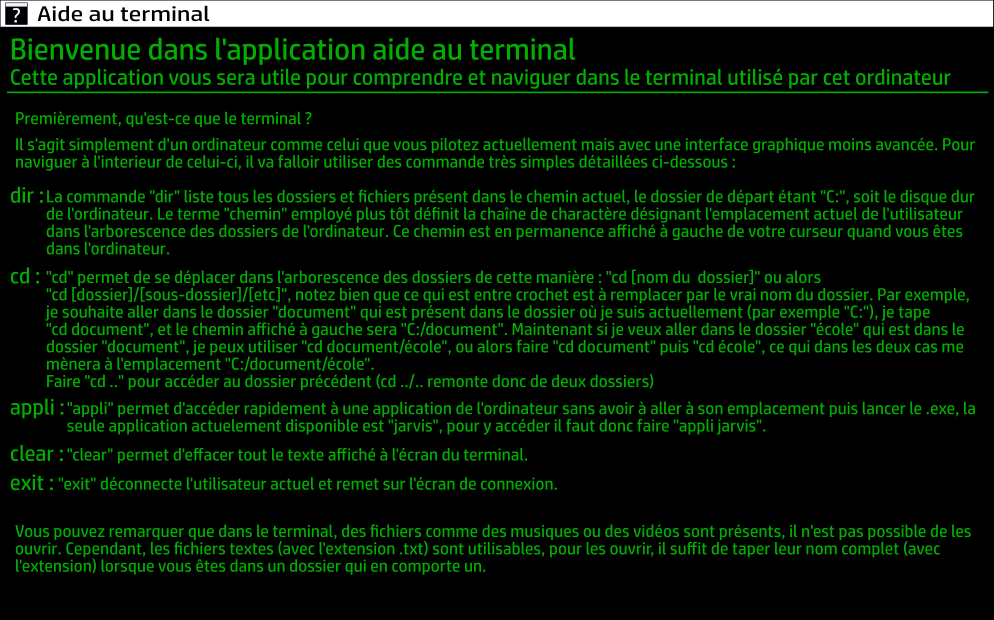 ? Aide au terminal
Bienvenue dans l'application aide au terminal
Cette application vous sera utile pour comprendre et naviguer dans le terminal utilisé par cet ordinateur
Premièrement, qu'est-ce que le terminal ?
Il s'agit simplement d'un ordinateur comme celui que vous pilotez actuellement mais avec une interface graphique moins avancée. Pour
naviguer à l'interieur de celui-ci, il va falloir utiliser des commande très simples détaillées ci-dessous :
dir : La commande "dir" liste tous les dossiers et fichiers présent dans le chemin actuel, le dossier de départ étant "C:", soit le disque dur
de l'ordinateur. Le terme "chemin" employé plus tôt définit la chaîne de charactère désignant l'emplacement actuel de l'utilisateur
dans l'arborescence des dossiers de l'ordinateur. Ce chemin est en permanence affiché à gauche de votre curseur quand vous êtes
dans l'ordinateur.
cd : "cd" permet de se déplacer dans l'arborescence des dossiers de cette manière : "cd [nom du dossier]" ou alors
"cd [dossier]/[sous-dossier]/[etc]", notez bien que ce qui est entre crochet est à remplacer par le vrai nom du dossier. Par exemple,
je souhaite aller dans le dossier "document" qui est présent dans le dossier où je suis actuellement (par exemple "C:"), je tape
"cd document", et le chemin affiché à gauche sera "C:/document". Maintenant si je veux aller dans le dossier "école" qui est dans le
dossier "document", je peux utiliser "cd document/école", ou alors faire "cd document" puis "cd école", ce qui dans les deux cas me
mènera à l'emplacement "C:/document/école".
Faire "cd .." pour accéder au dossier précédent (cd ../.. remonte donc de deux dossiers)
appli : "appli" permet d'accéder rapidement à une application de l'ordinateur sans avoir à aller à son emplacement puis lancer le .exe, la
seule application actuelement disponible est "jarvis", pour y accéder il faut donc faire "appli jarvis".
clear : "clear" permet d'effacer tout le texte affiché à l'écran du terminal.
exit : "exit" déconnecte l'utilisateur actuel et remet sur l'écran de connexion.
Vous pouvez remarquer que dans le terminal, des fichiers comme des musiques ou des vidéos sont présents, il n'est pas possible de les
ouvrir. Cependant, les fichiers textes (avec l'extension .txt) sont utilisables, pour les ouvrir, il suffit de taper leur nom complet (avec
l'extension) lorsque vous êtes dans un dossier qui en comporte un.